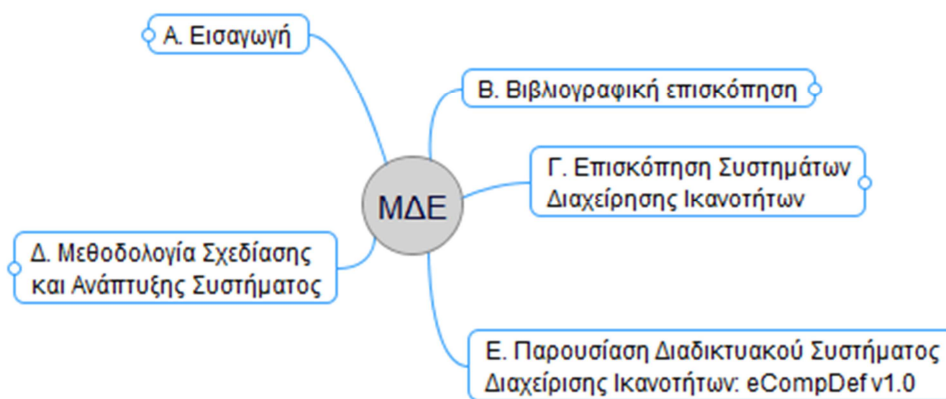 Α. Εισαγωγή
Β. Βιβλιογραφική επισκόπηση
Γ. Επισκόπηση Συστημάτων
Διαχείρησης Ικανοτήτων
ΜΔΕ
Δ. Μεθοδολογία Σχεδίασης
και Ανάπτυξης Συστήματος
Ε. Παρουσίαση Διαδικτυακού Συστήματος
Διαχείρισης Ικανοτήτων: eCompDef v1.0